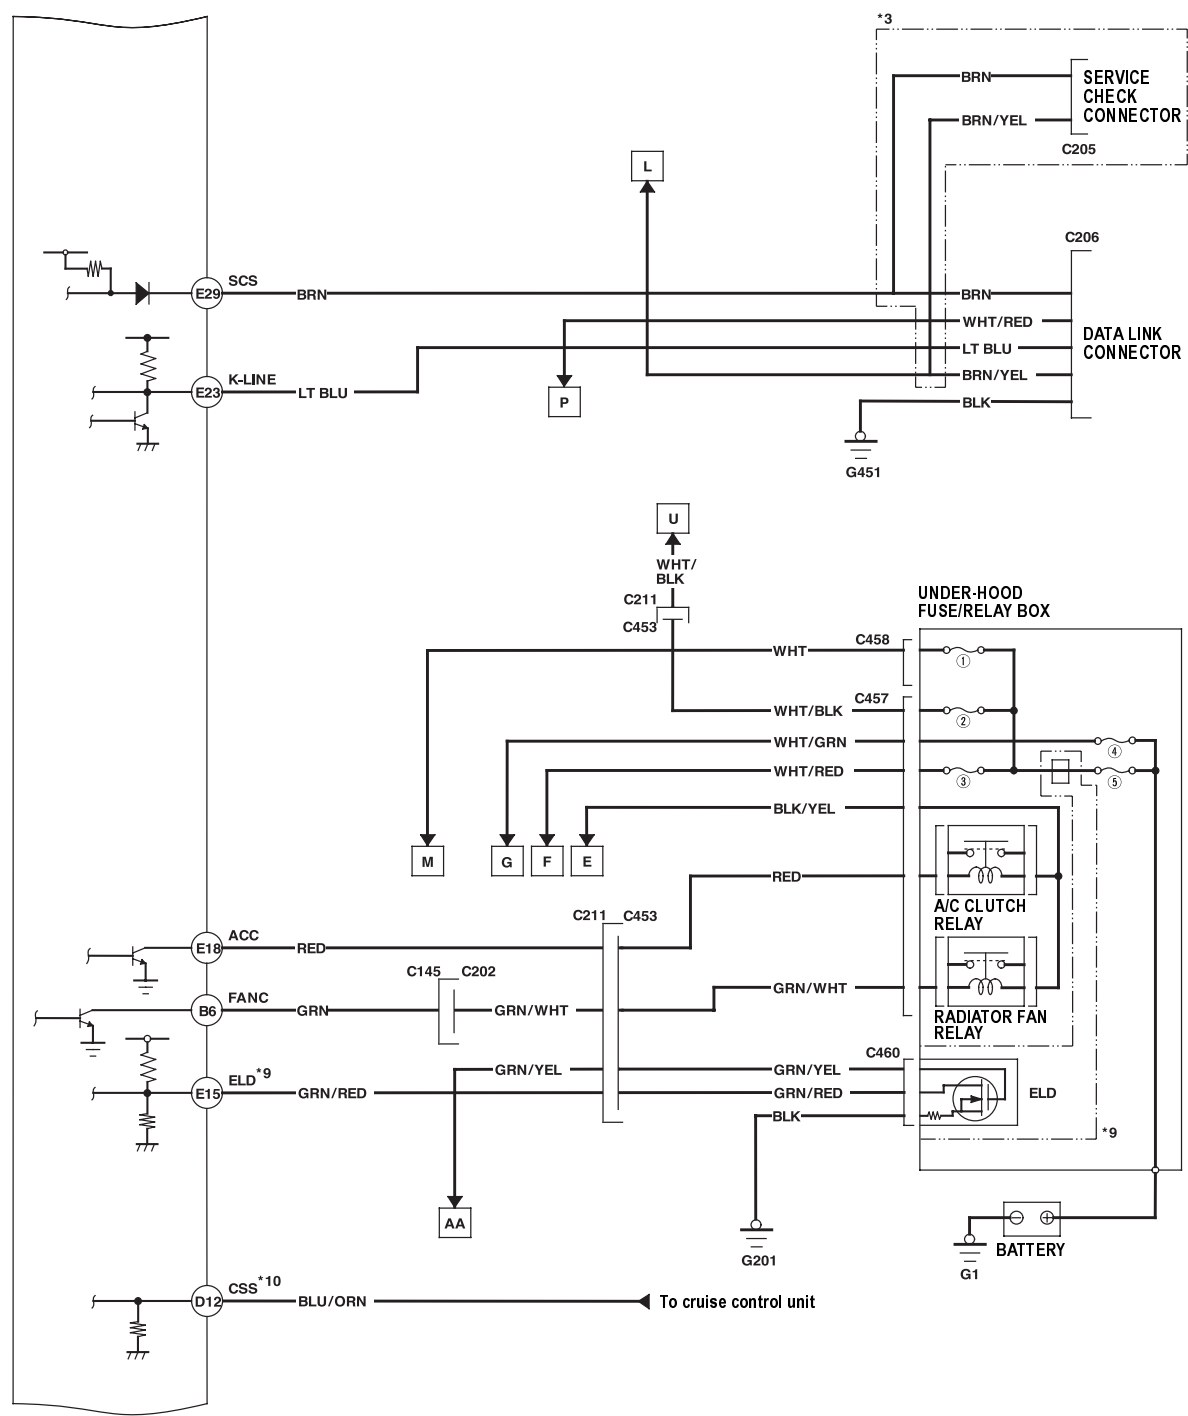 *3
BRN
SERVICE
CHECK
CONNECTOR
BRN/YEL
C205
L
C206
SCS
E29
BRN
BRN
WHT/RED
DATA LINK
CONNECTOR
LT BLU
K-LINE
E23
LT BLU
BRN/YEL
P
BLK
G451
U
WHT/
BLK
C211
C453
UNDER-HOOD
FUSE/RELAY BOX
C458
WHT
1
C457
WHT/BLK
2
WHT/GRN
4
WHT/RED
3
5
BLK/YEL
M
G
F
E
RED
A/C CLUTCH
RELAY
C211
C453
ACC
E18
RED
C145
C202
FANC
B6
GRN
GRN/WHT
GRN/WHT
RADIATOR FAN
RELAY
C460
GRN/YEL
GRN/YEL
ELD*9
E15
GRN/RED
GRN/RED
ELD
BLK
*9
AA
G201
BATTERY
G1
CSS*10
D12
BLU/ORN
To cruise control unit